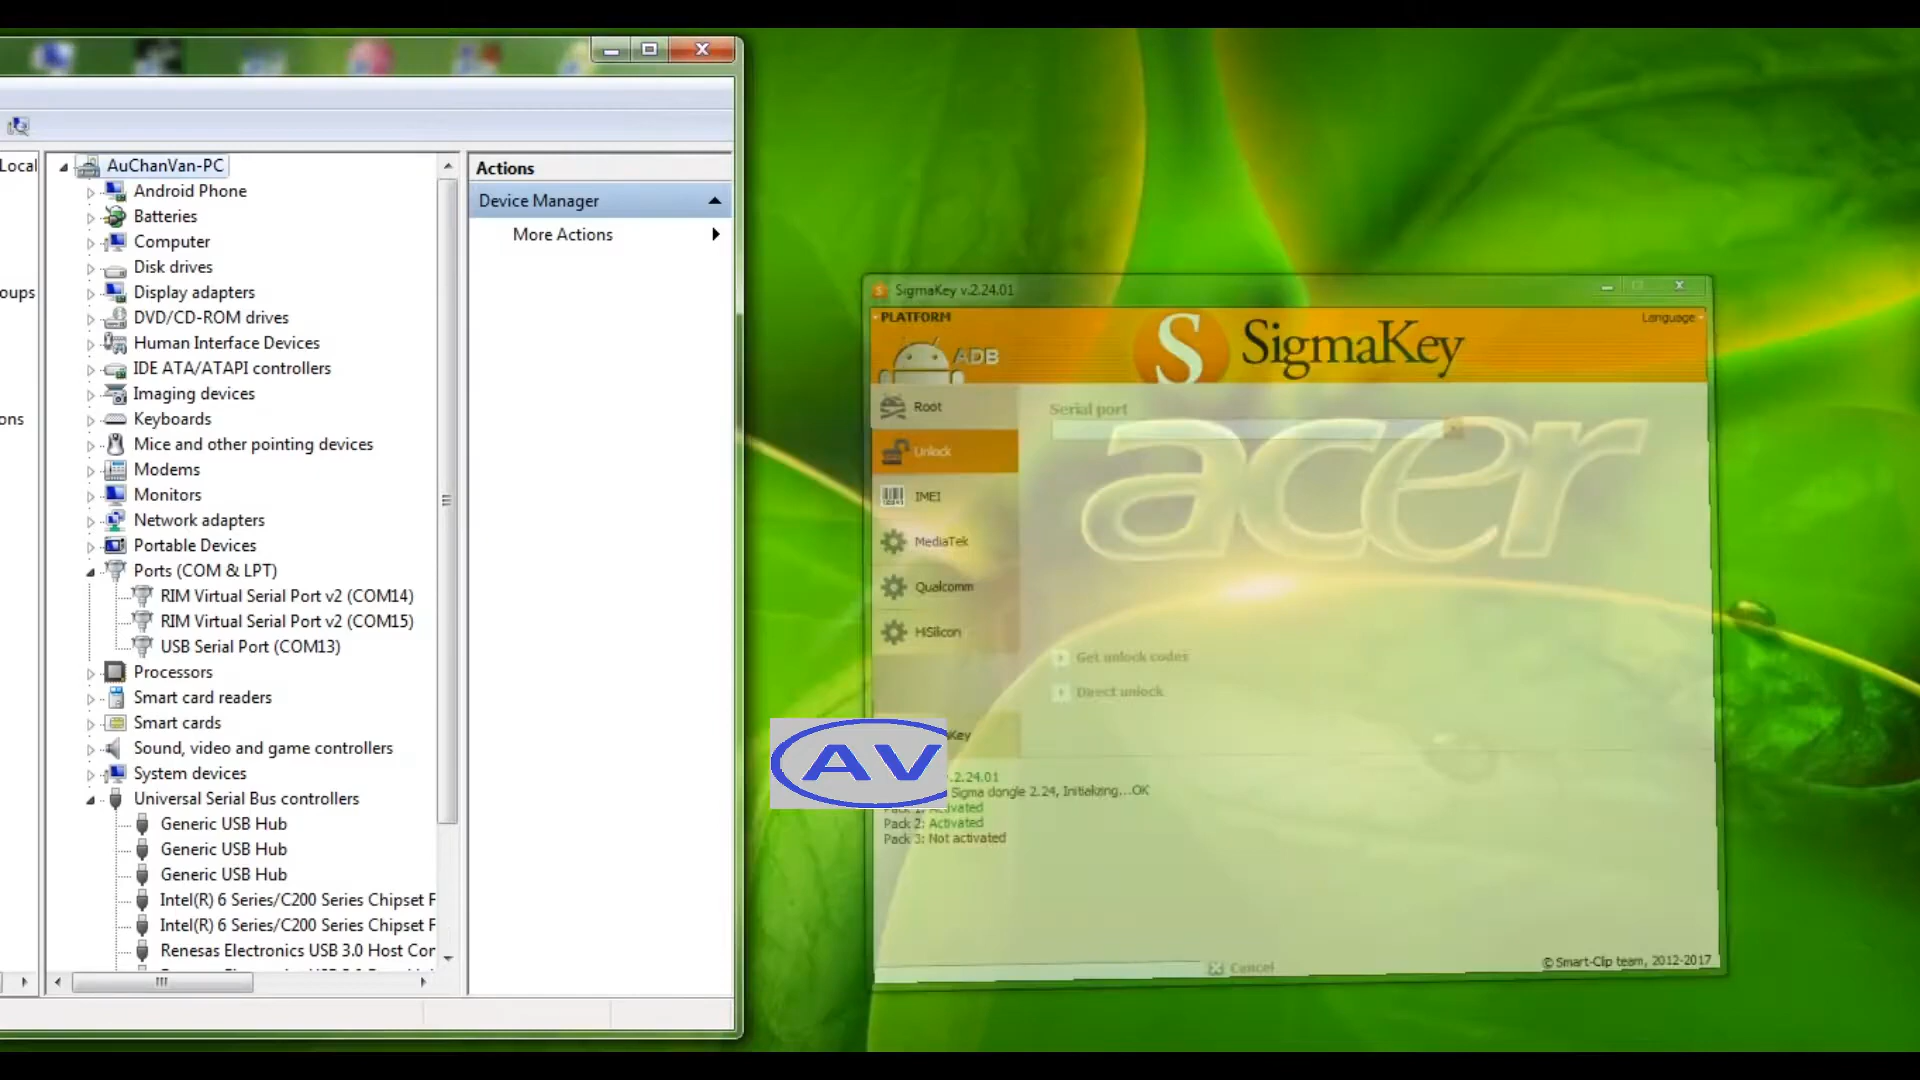 Local
oups
ons
AuChanVan-PC
Android Phone
Batteries
Computer
Disk drives
Display adapters
DVD/CD-ROM drives
Human Interface Devices
IDE ATA/ATAPI controllers
Imaging devices
Keyboards
Mice and other pointing devices
Modems
Monitors
Network adapters
Portable Devices
Ports (COM & LPT)
RIM Virtual Serial Port v2 (COM14)
RIM Virtual Serial Port v2 (COM15)
USB Serial Port (COM13)
Processors
Smart card readers
Smart cards
Sound, video and game controllers
System devices
Universal Serial Bus controllers
Generic USB Hub
Generic USB Hub
Generic USB Hub
Intel(R) 6 Series/C200 Series Chipset F
Intel(R) 6 Series/C200 Series Chipset F
Renesas Electronics USB 3.0 Host Cor
Actions
Device Manager
More Actions
SigmaKey v.2.24.01
PLATFORM
Language
ADB
S SigmaKey
Root
Unlock
IMEI
MediaTek
Qualcomm
HiSilicon
Key
Serial port
acer
Get unlock codes
Direct unlock
AV
.2.24.01
Sigma dongle 2.24, Initializing...OK
Pack 1: Activated
Pack 2: Activated
Pack 3: Not activated
Cancel
© Smart-Clip team, 2012-2017